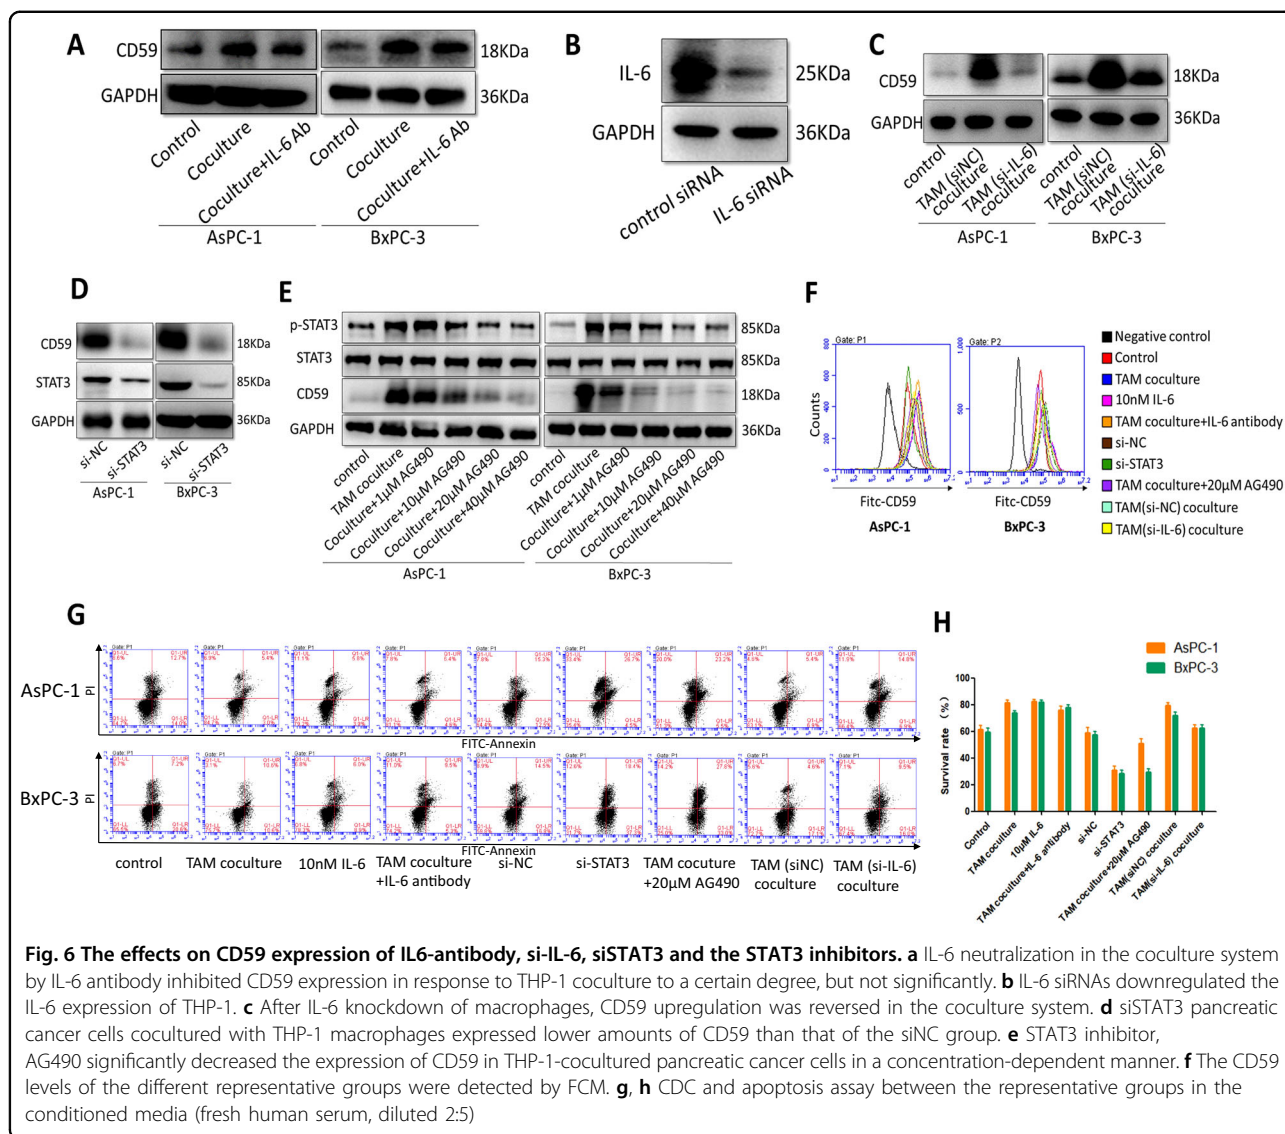 A
CD59
18KDa
GAPDH
36KDa
Control
Coculture
Coculture+IL-6 Ab
Control
Coculture
Coculture+IL-6 Ab
AsPC-1
BxPC-3
B
IL-6
25KDa
GAPDH
36KDa
control siRNA
IL-6 siRNA
C
CD59
18KDa
GAPDH
36KDa
control
TAM (siNC)
coculture
TAM (si-IL-6)
coculture
control
TAM (siNC)
coculture
TAM (si-IL-6)
coculture
AsPC-1
BxPC-3
D
CD59
18KDa
STAT3
85KDa
GAPDH
36KDa
si-NC
si-STAT3
si-NC
si-STAT3
AsPC-1
BxPC-3
E
p-STAT3
85KDa
STAT3
85KDa
CD59
18KDa
GAPDH
36KDa
control
TAM coculture
Coculture+1μM AG490
Coculture+10μM AG490
Coculture+20μM AG490
Coculture+40μM AG490
control
TAM coculture
Coculture+1μM AG490
Coculture+10μM AG490
Coculture+20μM AG490
Coculture+40μM AG490
AsPC-1
BxPC-3
F
Gate: P1
Gate: P2
Counts
800
600
400
200
0
1,000
500
0
Fitc-CD59
Fitc-CD59
AsPC-1
BxPC-3
Negative control
Control
TAM coculture
10nM IL-6
TAM coculture+IL-6 antibody
si-NC
si-STAT3
TAM coculture+20μM AG490
TAM(si-NC) coculture
TAM(si-IL-6) coculture
G
AsPC-1
PI
FITC-Annexin
BxPC-3
PI
FITC-Annexin
control
TAM coculture
10nM IL-6
TAM coculture
+IL-6 antibody
si-NC
si-STAT3
TAM cocuture
+20μM AG490
TAM (siNC)
coculture
TAM (si-IL-6)
coculture
H
AsPC-1
BxPC-3
Survival rate (%)
100
80
60
40
20
0
Control
TAM coculture
10μM IL-6
TAM coculture+IL-6 antibody
si-NC
si-STAT3
TAM coculture+20μM AG490
TAM(siNC) coculture
TAM(si-IL-6) coculture
Fig. 6 The effects on CD59 expression of IL6-antibody, si-IL-6, siSTAT3 and the STAT3 inhibitors. a IL-6 neutralization in the coculture system
by IL-6 antibody inhibited CD59 expression in response to THP-1 coculture to a certain degree, but not significantly. b IL-6 siRNAs downregulated the
IL-6 expression of THP-1. c After IL-6 knockdown of macrophages, CD59 upregulation was reversed in the coculture system. d siSTAT3 pancreatic
cancer cells cocultured with THP-1 macrophages expressed lower amounts of CD59 than that of the siNC group. e STAT3 inhibitor,
AG490 significantly decreased the expression of CD59 in THP-1-cocultured pancreatic cancer cells in a concentration-dependent manner. f The CD59
levels of the different representative groups were detected by FCM. g, h CDC and apoptosis assay between the representative groups in the
conditioned media (fresh human serum, diluted 2:5)